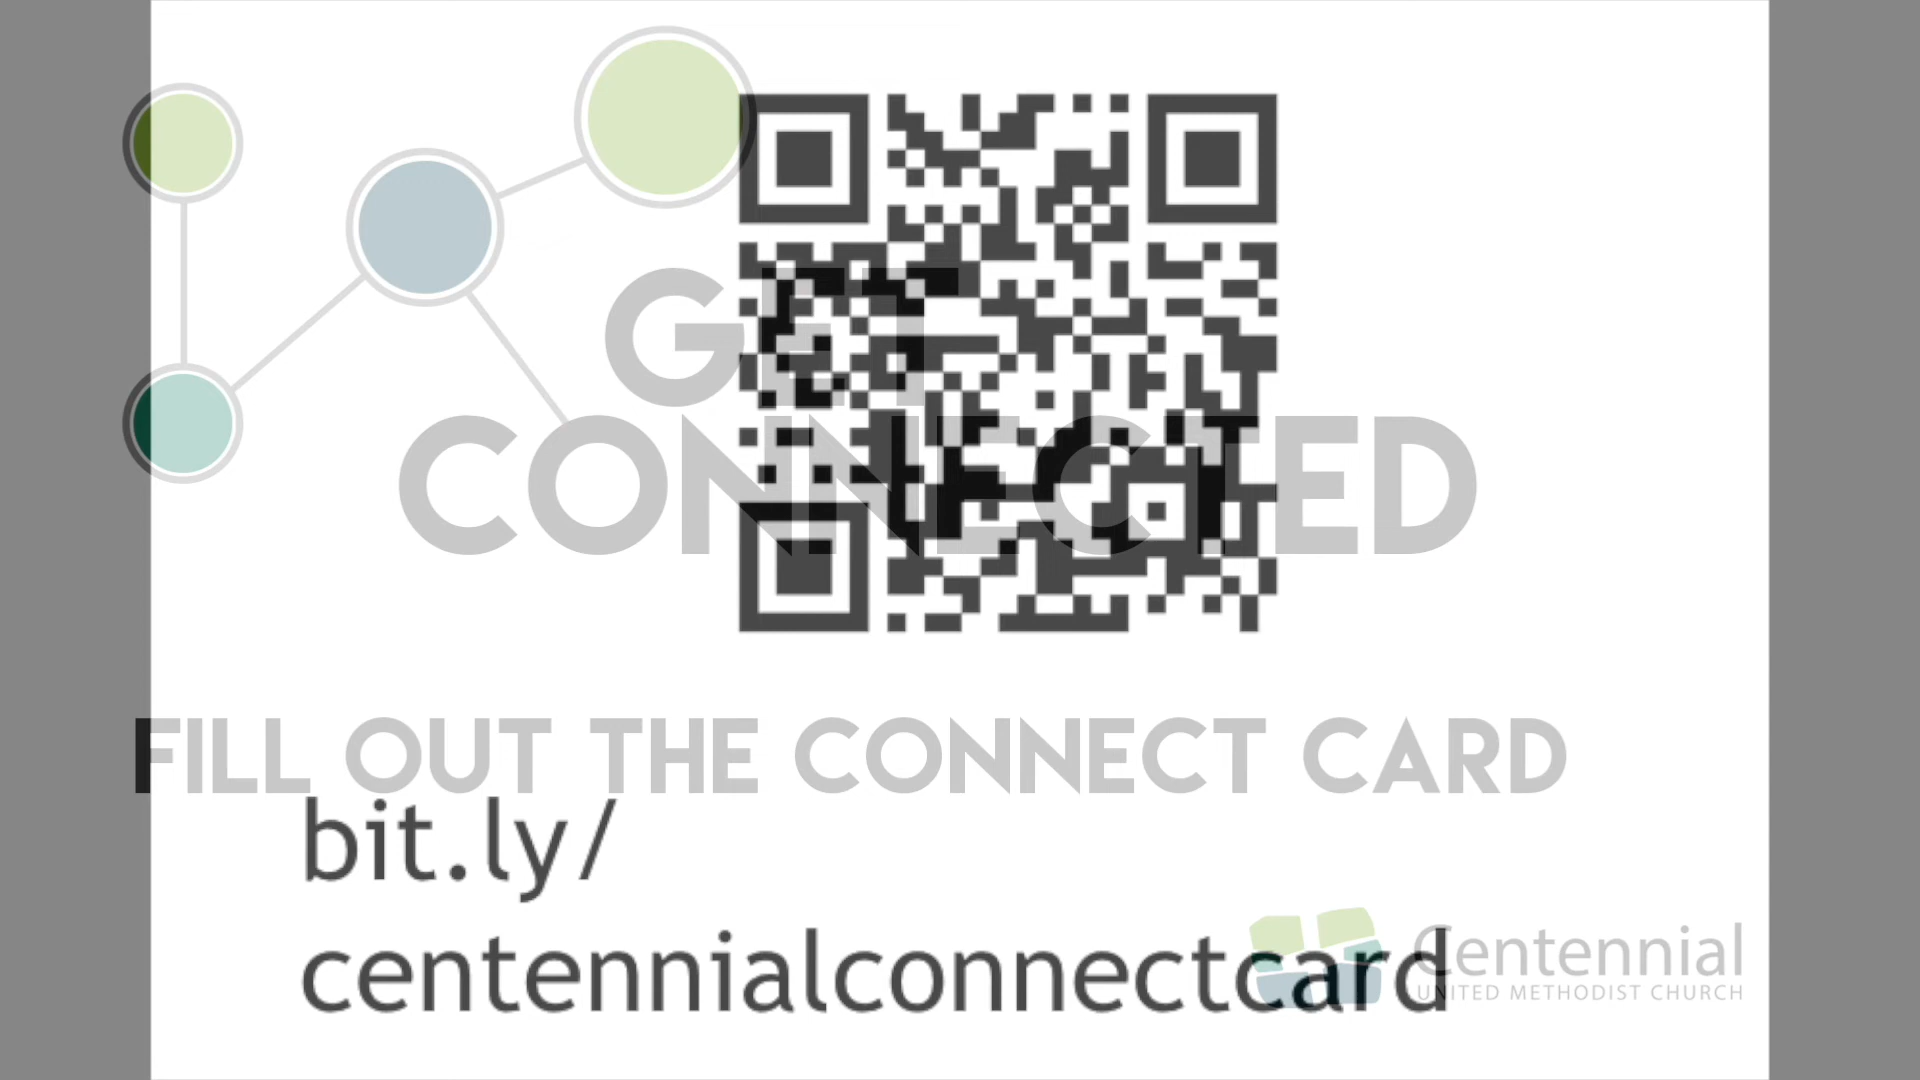 GET
CONNECTED
FILL OUT THE CONNECT CARD
bit.ly/
centennialconnectcard
Centennial
UNITED METHODIST CHURCH